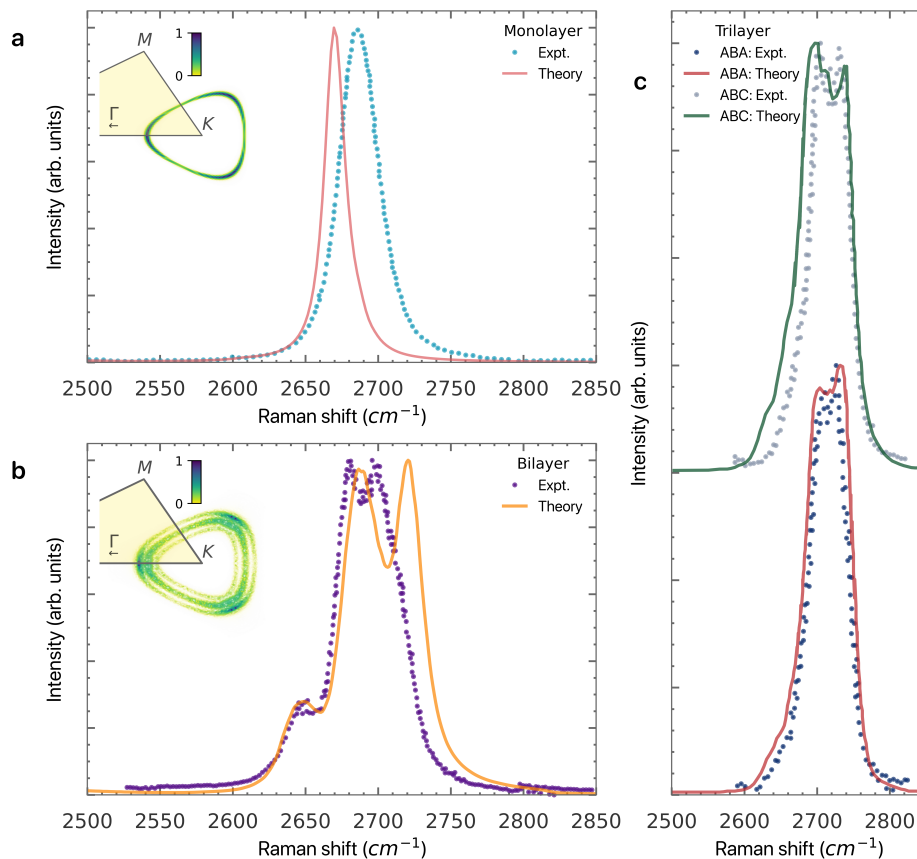 a
Monolayer
Expt.
Theory
1
0
M
Γ
←
K
Intensity (arb. units)
2500 2550 2600 2650 2700 2750 2800 2850
Raman shift (cm⁻¹)
b
Bilayer
Expt.
Theory
1
0
M
Γ
←
K
Intensity (arb. units)
2500 2550 2600 2650 2700 2750 2800 2850
Raman shift (cm⁻¹)
c
Trilayer
ABA: Expt.
ABA: Theory
ABC: Expt.
ABC: Theory
Intensity (arb. units)
2500 2600 2700 2800
Raman shift (cm⁻¹)